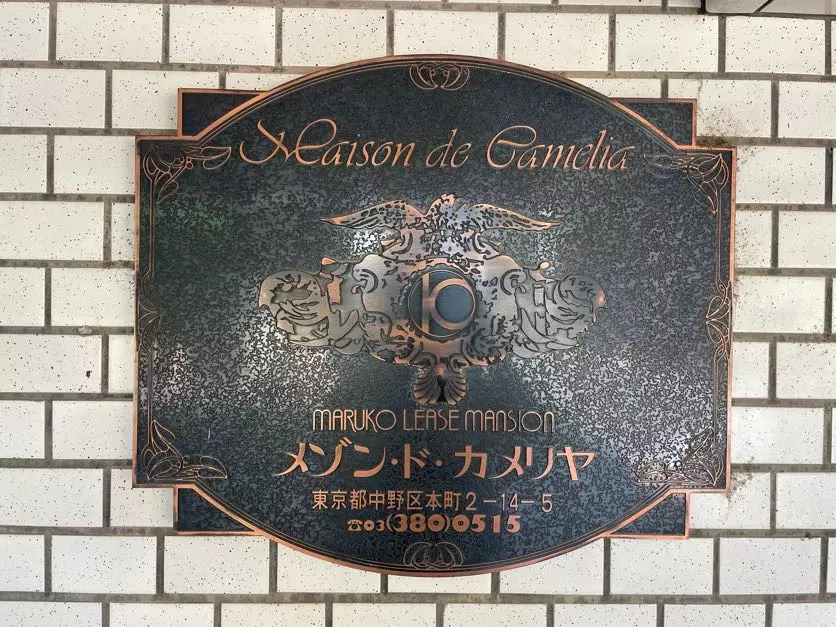 Maison de Camelia
MARUKO LEASE MANSION
メゾン・ド・カメリヤ
東京都中野区本町2-14-5
☎03(380)0515